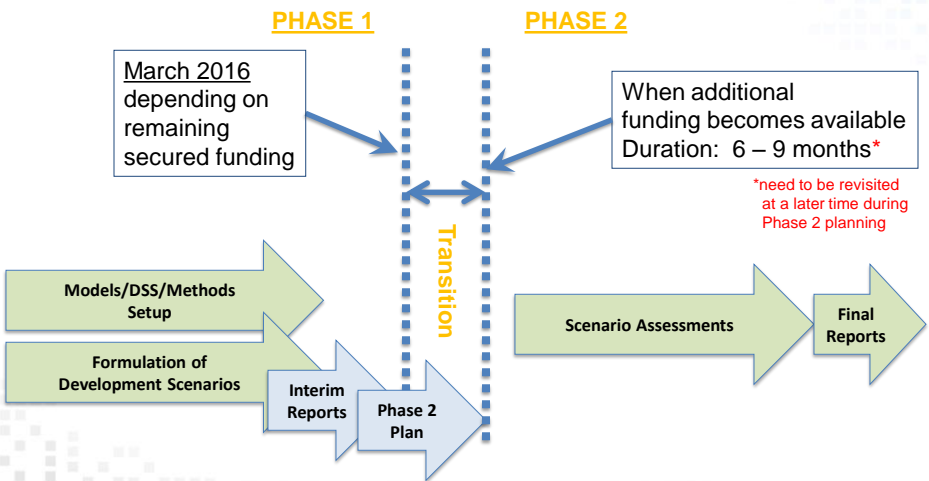 PHASE 1
PHASE 2
March 2016
depending on
remaining
secured funding
When additional
funding becomes available
Duration: 6 – 9 months*
*need to be revisited
at a later time during
Phase 2 planning
Transition
Models/DSS/Methods
Setup
Formulation of
Development Scenarios
Interim
Reports
Phase 2
Plan
Scenario Assessments
Final
Reports